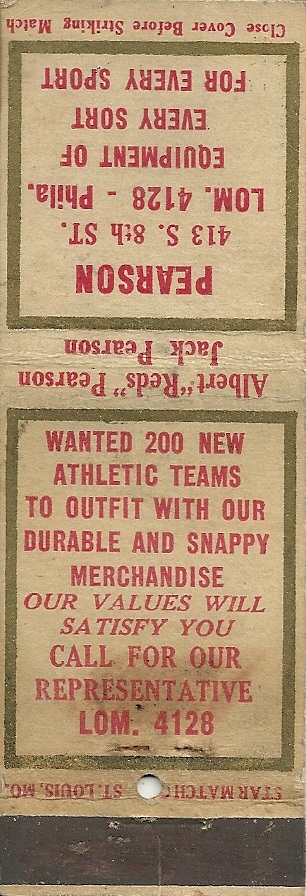 Close Cover Before Striking Match
PEARSON
413 S. 8th ST.
LOM. 4128 - Phila.
EQUIPMENT OF
EVERY SORT
FOR EVERY SPORT
Albert "Reds" Pearson
Jack Pearson
WANTED 200 NEW
ATHLETIC TEAMS
TO OUTFIT WITH OUR
DURABLE AND SNAPPY
MERCHANDISE
OUR VALUES WILL
SATISFY YOU
CALL FOR OUR
REPRESENTATIVE
LOM. 4128
STAR MATCH ST. LOUIS, MO.